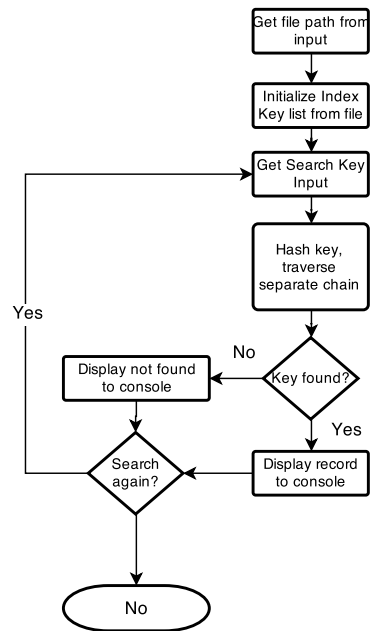 Get file path from
input
Initialize Index
Key list from file
Get Search Key
Input
Hash key,
traverse
separate chain
Key found?
No
Display not found
to console
Yes
Display record
to console
Search
again?
Yes
No